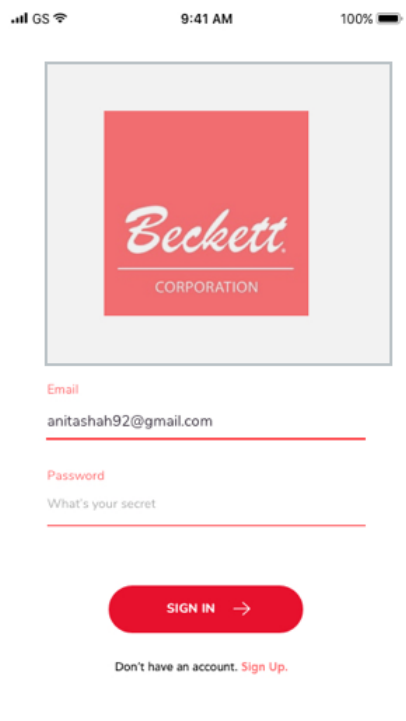 GS 9:41 AM 100%
Beckett.
CORPORATION
Email
anitashah92@gmail.com
Password
What's your secret
SIGN IN
Don't have an account. Sign Up.